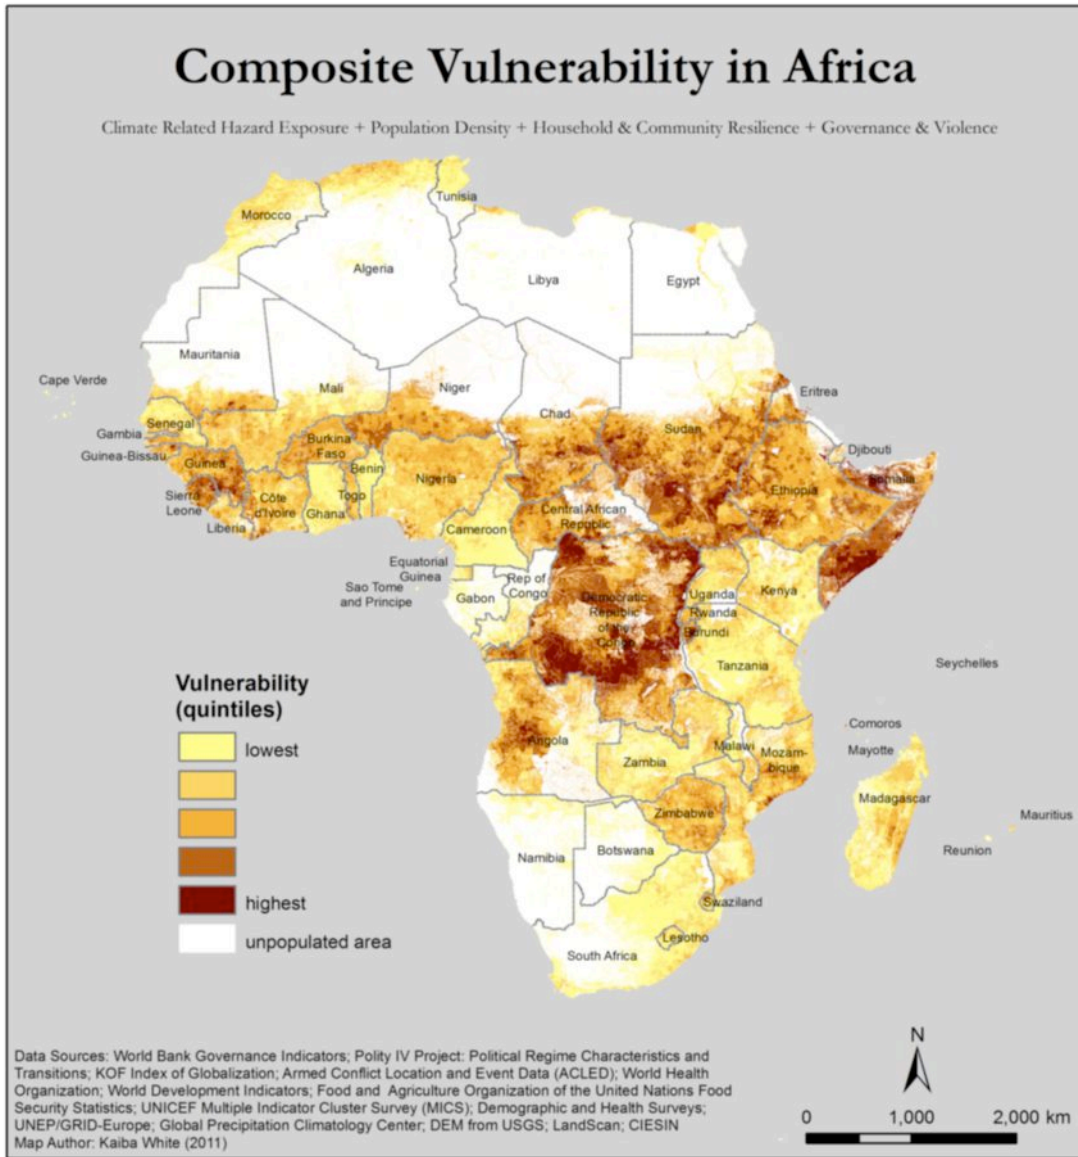 Composite Vulnerability in Africa
Climate Related Hazard Exposure + Population Density + Household & Community Resilience + Governance & Violence
Tunisia
Morocco
Algeria
Libya
Egypt
Mauritania
Cape Verde
Mali
Niger
Chad
Sudan
Eritrea
Senegal
Gambia
Guinea-Bissau
Guinea
Burkina
Faso
Benin
Nigeria
Djibouti
Somalia
Ethiopia
Sierra
Leone
Liberia
Côte
d'Ivoire
Ghana
Togo
Cameroon
Central African
Republic
Equatorial
Guinea
Sao Tome
and Principe
Gabon
Rep of
Congo
Democratic
Republic
of the
Congo
Uganda
Rwanda
Burundi
Kenya
Tanzania
Seychelles
Comoros
Mayotte
Angola
Zambia
Malawi
Mozam-
bique
Madagascar
Mauritius
Reunion
Zimbabwe
Namibia
Botswana
Swaziland
Lesotho
South Africa
Vulnerability
(quintiles)
lowest
highest
unpopulated area
Data Sources: World Bank Governance Indicators; Polity IV Project: Political Regime Characteristics and
Transitions; KOF Index of Globalization; Armed Conflict Location and Event Data (ACLED); World Health
Organization; World Development Indicators; Food and Agriculture Organization of the United Nations Food
Security Statistics; UNICEF Multiple Indicator Cluster Survey (MICS); Demographic and Health Surveys;
UNEP/GRID-Europe; Global Precipitation Climatology Center; DEM from USGS; LandScan; CIESIN
Map Author: Kaiba White (2011)
N
0 1,000 2,000 km